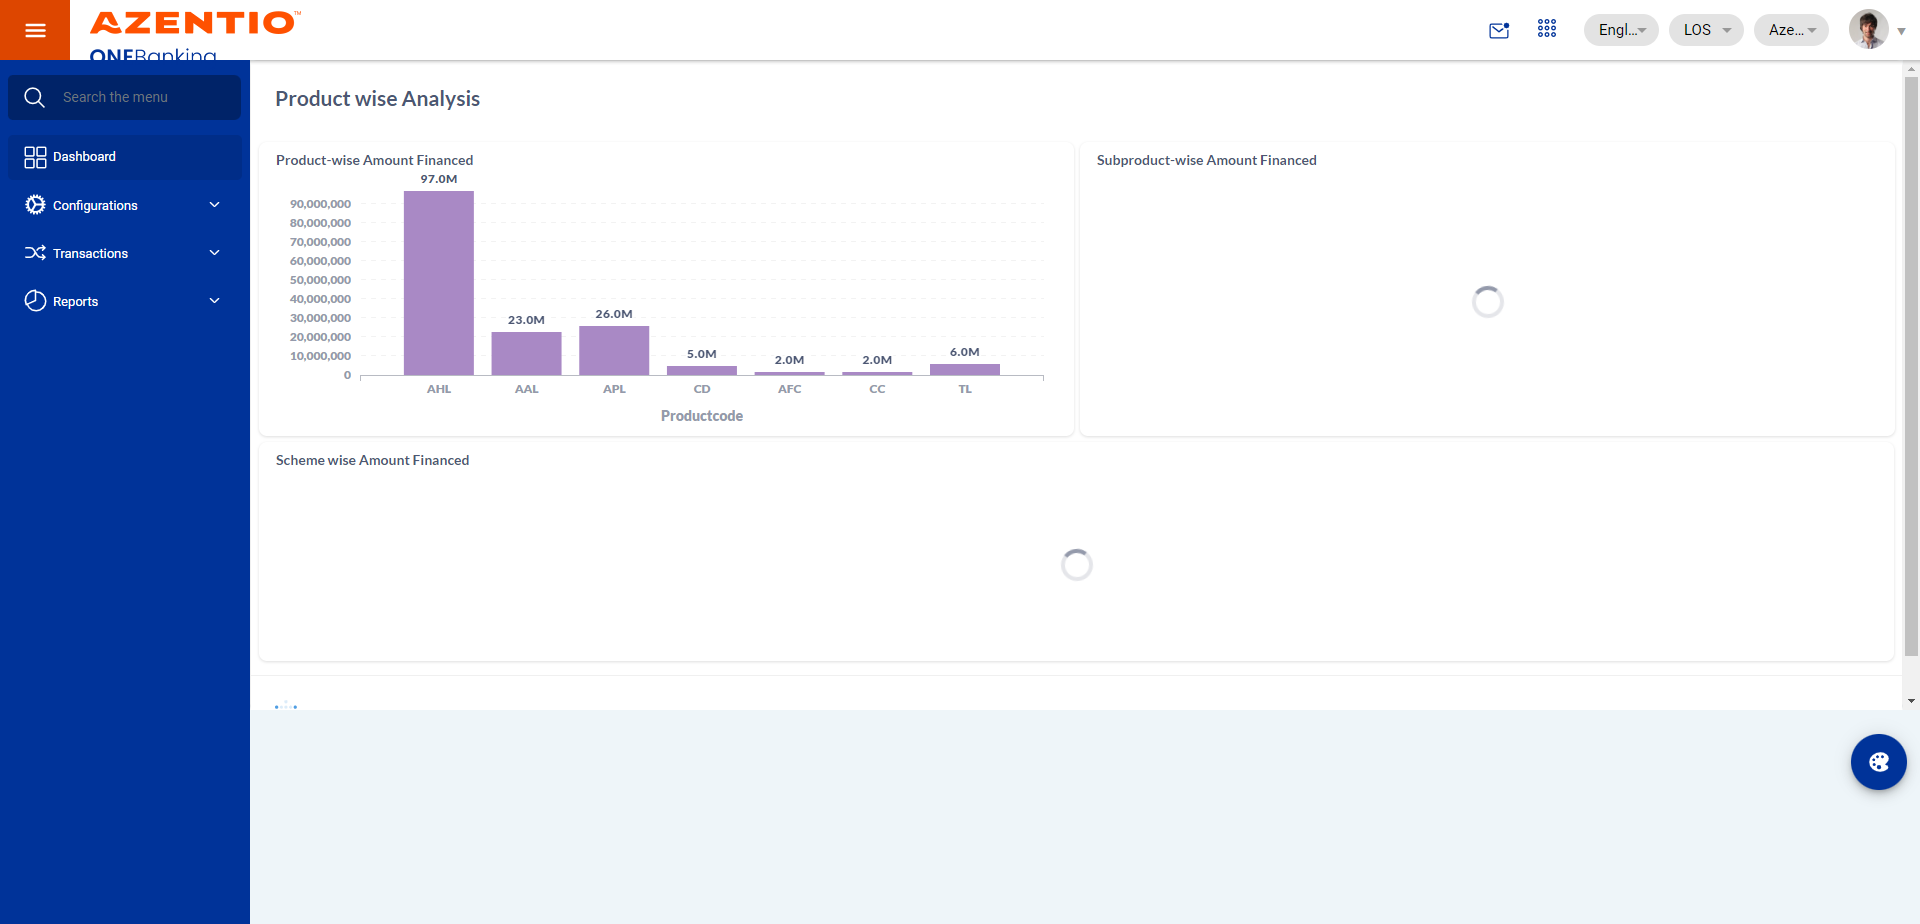 AZENTIO™
ONEBanking
Engl...
LOS
Aze...
Search the menu
Dashboard
Configurations
Transactions
Reports
Product wise Analysis
Product-wise Amount Financed
97.0M
90,000,000
80,000,000
70,000,000
60,000,000
50,000,000
40,000,000
30,000,000
20,000,000
10,000,000
0
23.0M
26.0M
5.0M
2.0M
2.0M
6.0M
AHL
AAL
APL
CD
AFC
CC
TL
Productcode
Subproduct-wise Amount Financed
Scheme wise Amount Financed